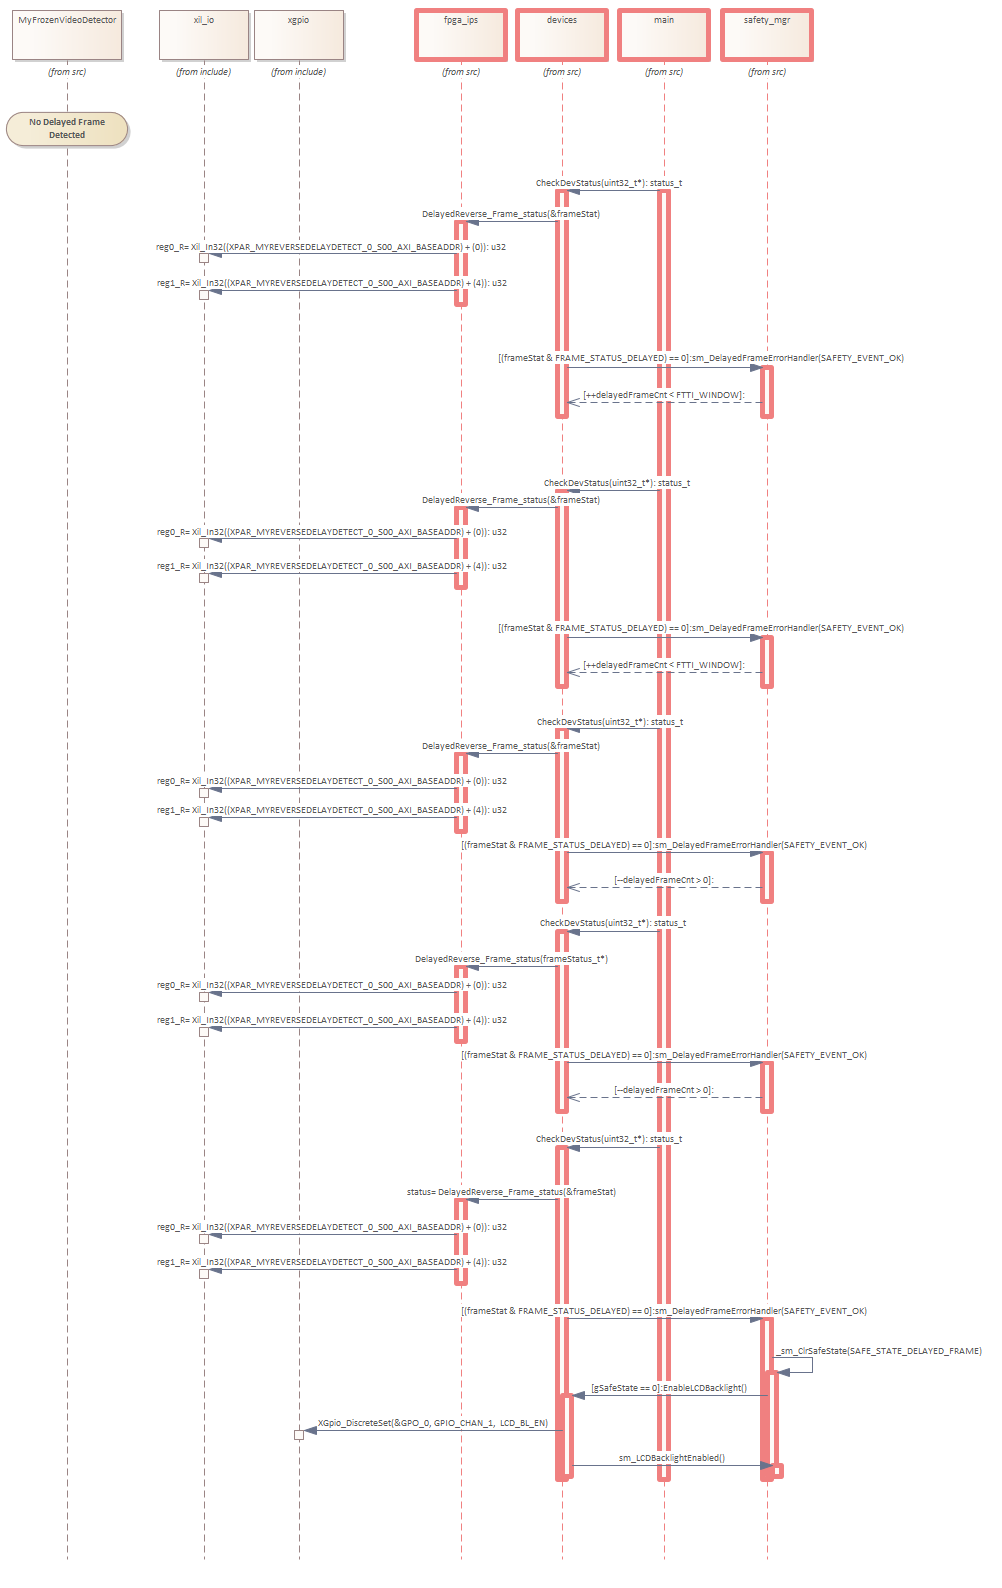 MyFrozenVideoDetector
xil_io
xgpio
fpga_ips
devices
main
safety_mgr
(from src)
(from include)
(from include)
(from src)
(from src)
(from src)
(from src)
No Delayed Frame
Detected
CheckDevStatus(uint32_t*): status_t
DelayedReverse_Frame_status(&frameStat)
reg0_R= Xil_In32((XPAR_MYREVERSEDELAYDETECT_0_S00_AXI_BASEADDR) + (0)): u32
reg1_R= Xil_In32((XPAR_MYREVERSEDELAYDETECT_0_S00_AXI_BASEADDR) + (4)): u32
[(frameStat & FRAME_STATUS_DELAYED) == 0]:sm_DelayedFrameErrorHandler(SAFETY_EVENT_OK)
[++delayedFrameCnt < FTTI_WINDOW]:
CheckDevStatus(uint32_t*): status_t
DelayedReverse_Frame_status(&frameStat)
reg0_R= Xil_In32((XPAR_MYREVERSEDELAYDETECT_0_S00_AXI_BASEADDR) + (0)): u32
reg1_R= Xil_In32((XPAR_MYREVERSEDELAYDETECT_0_S00_AXI_BASEADDR) + (4)): u32
[(frameStat & FRAME_STATUS_DELAYED) == 0]:sm_DelayedFrameErrorHandler(SAFETY_EVENT_OK)
[++delayedFrameCnt < FTTI_WINDOW]:
CheckDevStatus(uint32_t*): status_t
DelayedReverse_Frame_status(&frameStat)
reg0_R= Xil_In32((XPAR_MYREVERSEDELAYDETECT_0_S00_AXI_BASEADDR) + (0)): u32
reg1_R= Xil_In32((XPAR_MYREVERSEDELAYDETECT_0_S00_AXI_BASEADDR) + (4)): u32
[(frameStat & FRAME_STATUS_DELAYED) == 0]:sm_DelayedFrameErrorHandler(SAFETY_EVENT_OK)
[--delayedFrameCnt > 0]:
CheckDevStatus(uint32_t*): status_t
DelayedReverse_Frame_status(frameStatus_t*)
reg0_R= Xil_In32((XPAR_MYREVERSEDELAYDETECT_0_S00_AXI_BASEADDR) + (0)): u32
reg1_R= Xil_In32((XPAR_MYREVERSEDELAYDETECT_0_S00_AXI_BASEADDR) + (4)): u32
[(frameStat & FRAME_STATUS_DELAYED) == 0]:sm_DelayedFrameErrorHandler(SAFETY_EVENT_OK)
[--delayedFrameCnt > 0]:
CheckDevStatus(uint32_t*): status_t
status= DelayedReverse_Frame_status(&frameStat)
reg0_R= Xil_In32((XPAR_MYREVERSEDELAYDETECT_0_S00_AXI_BASEADDR) + (0)): u32
reg1_R= Xil_In32((XPAR_MYREVERSEDELAYDETECT_0_S00_AXI_BASEADDR) + (4)): u32
[(frameStat & FRAME_STATUS_DELAYED) == 0]:sm_DelayedFrameErrorHandler(SAFETY_EVENT_OK)
_sm_ClrSafeState(SAFE_STATE_DELAYED_FRAME)
[gSafeState == 0]:EnableLCDBacklight()
XGpio_DiscreteSet(&GPO_0, GPIO_CHAN_1, LCD_BL_EN)
sm_LCDBacklightEnabled()